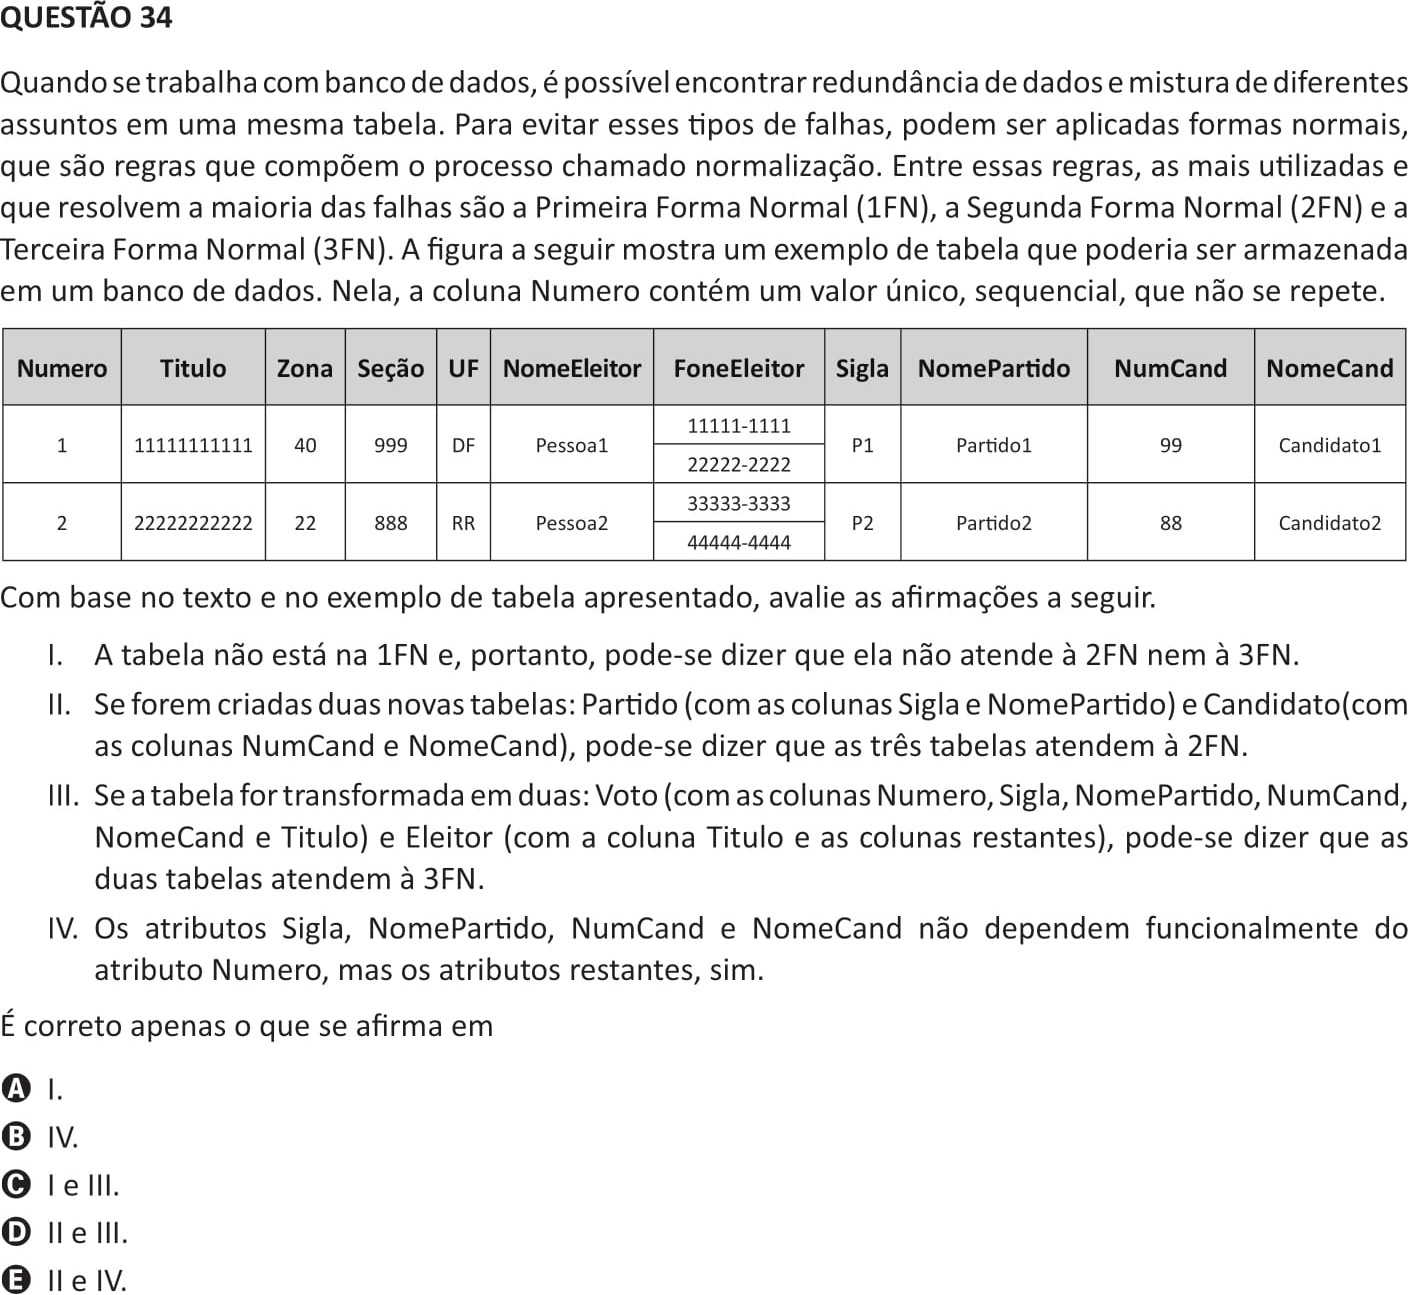 QUESTÃO 34
Quando se trabalha com banco de dados, é possível encontrar redundância de dados e mistura de diferentes
assuntos em uma mesma tabela. Para evitar esses tipos de falhas, podem ser aplicadas formas normais,
que são regras que compõem o processo chamado normalização. Entre essas regras, as mais utilizadas e
que resolvem a maioria das falhas são a Primeira Forma Normal (1FN), a Segunda Forma Normal (2FN) e a
Terceira Forma Normal (3FN). A figura a seguir mostra um exemplo de tabela que poderia ser armazenada
em um banco de dados. Nela, a coluna Numero contém um valor único, sequencial, que não se repete.
Numero Titulo Zona Seção UF NomeEleitor FoneEleitor Sigla NomePartido NumCand NomeCand
1 11111111111 40 999 DF Pessoa1 11111-1111 22222-2222 P1 Partido1 99 Candidato1
2 22222222222 22 888 RR Pessoa2 33333-3333 44444-4444 P2 Partido2 88 Candidato2
Com base no texto e no exemplo de tabela apresentado, avalie as afirmações a seguir.
I. A tabela não está na 1FN e, portanto, pode-se dizer que ela não atende à 2FN nem à 3FN.
II. Se forem criadas duas novas tabelas: Partido (com as colunas Sigla e NomePartido) e Candidato(com
as colunas NumCand e NomeCand), pode-se dizer que as três tabelas atendem à 2FN.
III. Se a tabela for transformada em duas: Voto (com as colunas Numero, Sigla, NomePartido, NumCand,
NomeCand e Titulo) e Eleitor (com a coluna Titulo e as colunas restantes), pode-se dizer que as
duas tabelas atendem à 3FN.
IV. Os atributos Sigla, NomePartido, NumCand e NomeCand não dependem funcionalmente do
atributo Numero, mas os atributos restantes, sim.
É correto apenas o que se afirma em
A I.
B IV.
C I e III.
D II e III.
E II e IV.